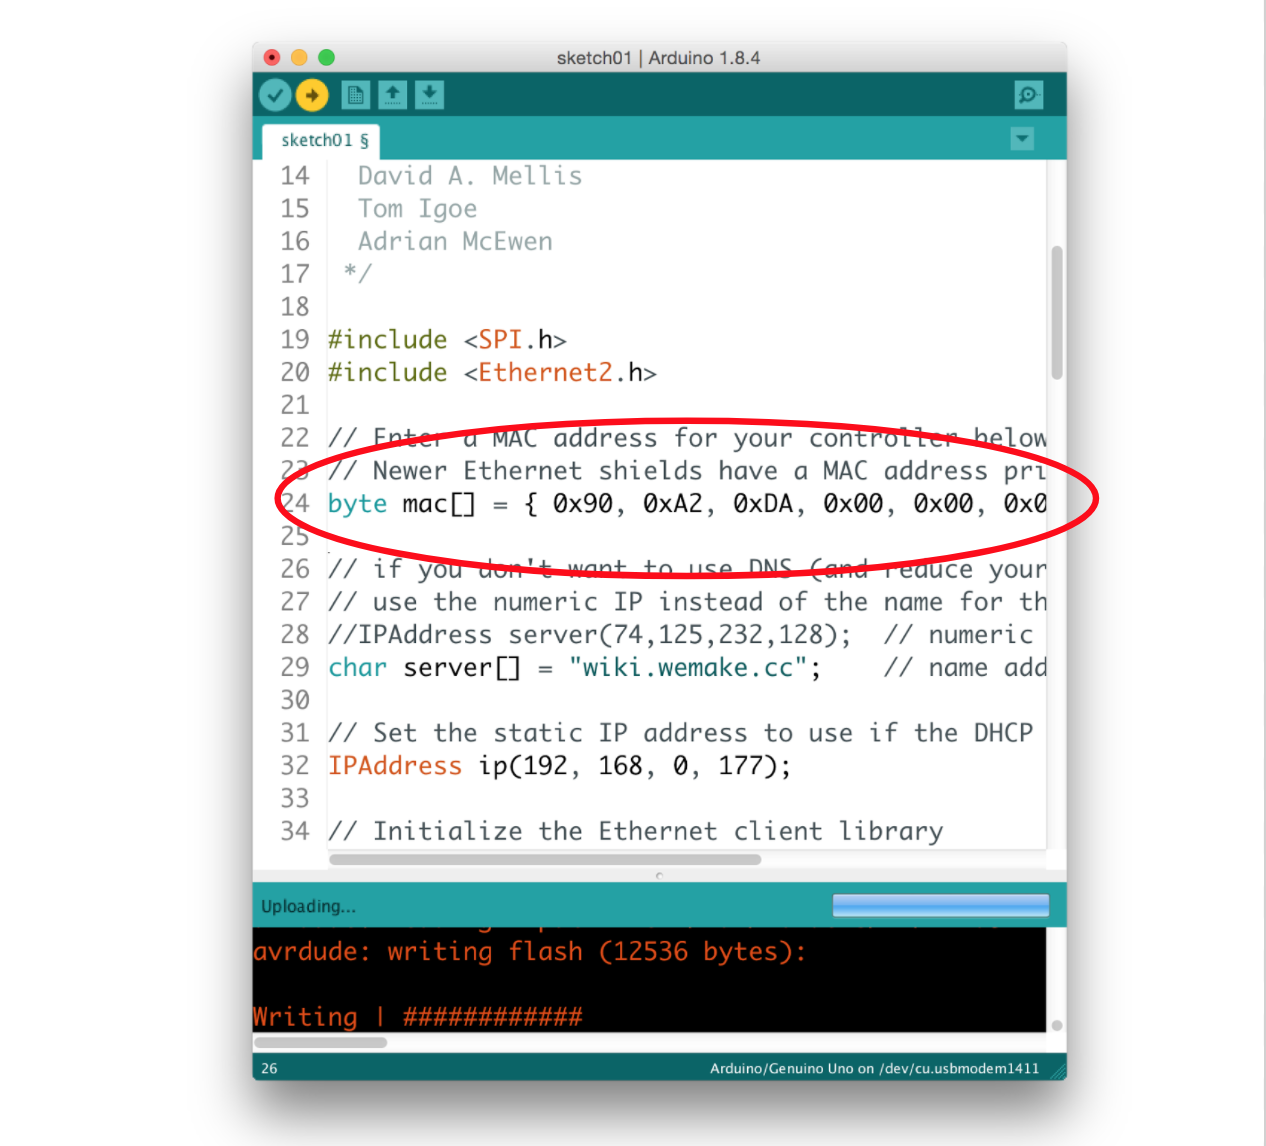 sketch01 | Arduino 1.8.4
sketch01 §
14 David A. Mellis
15 Tom Igoe
16 Adrian McEwen
17 */
18
19 #include <SPI.h>
20 #include <Ethernet2.h>
21
22 // Enter a MAC address for your controller below
23 // Newer Ethernet shields have a MAC address pri
24 byte mac[] = { 0x90, 0xA2, 0xDA, 0x00, 0x00, 0x0
25
26 // if you don't want to use DNS (and reduce your
27 // use the numeric IP instead of the name for th
28 //IPAddress server(74,125,232,128);  // numeric
29 char server[] = "wiki.wemake.cc";    // name add
30
31 // Set the static IP address to use if the DHCP
32 IPAddress ip(192, 168, 0, 177);
33
34 // Initialize the Ethernet client library
Uploading...
avrdude: writing flash (12536 bytes):
Writing | ############
26 Arduino/Genuino Uno on /dev/cu.usbmodem1411